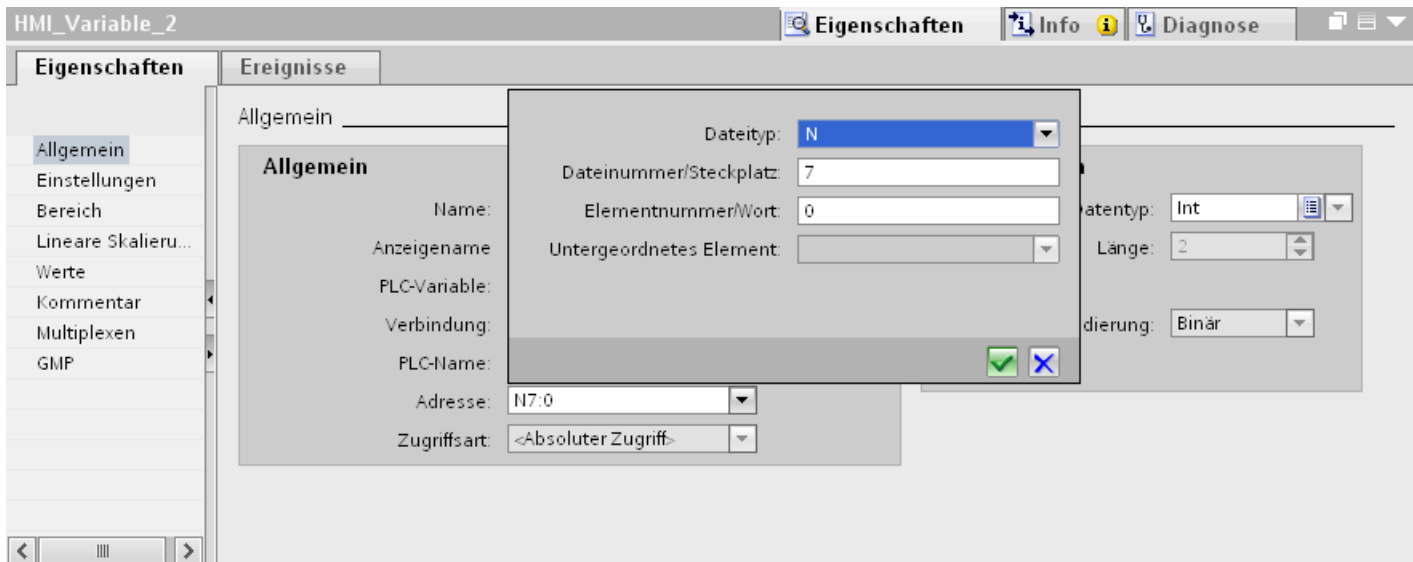 HMI_Variable_2
Eigenschaften
Info
Diagnose
Eigenschaften
Ereignisse
Allgemein
Einstellungen
Bereich
Lineare Skalieru...
Werte
Kommentar
Multiplexen
GMP
Allgemein
Allgemein
Name:
Anzeigename
PLC-Variable:
Verbindung:
PLC-Name:
Adresse: N7:0
Zugriffsart: <Absoluter Zugriff>
Dateityp: N
Dateinummer/Steckplatz: 7
Elementnummer/Wort: 0
Untergeordnetes Element:
atentyp: Int
Länge: 2
dierung: Binär